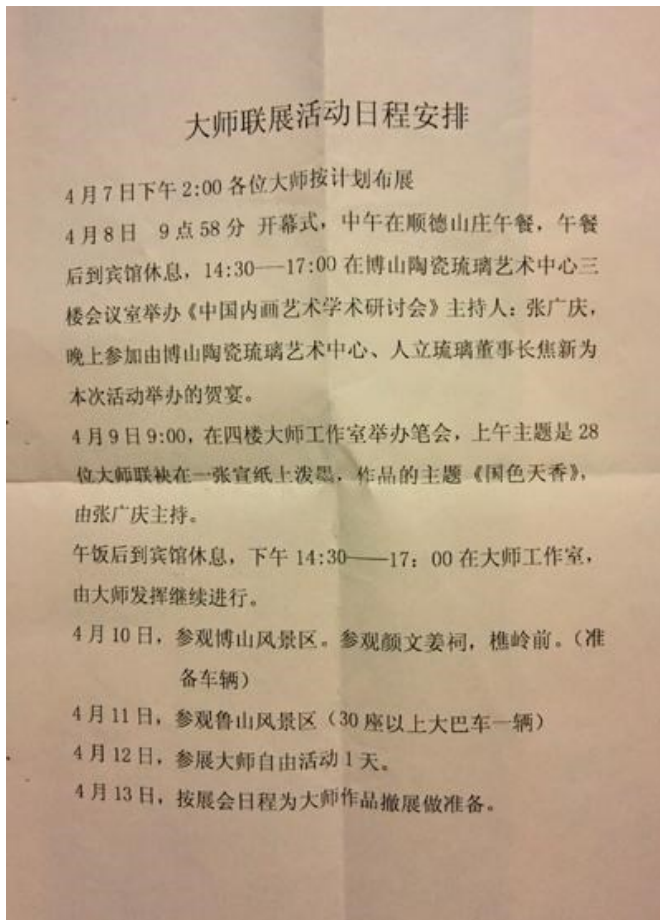 大师联展活动日程安排
4月7日下午2:00各位大师按计划布展
4月8日 9点58分 开幕式，中午在顺德山庄午餐，午餐
后到宾馆休息，14:30——17:00在博山陶瓷琉璃艺术中心三
楼会议室举办《中国内画艺术学术研讨会》主持人：张广庆，
晚上参加由博山陶瓷琉璃艺术中心、人立琉璃董事长焦新为
本次活动举办的贺宴。
4月9日9:00，在四楼大师工作室举办笔会，上午主题是28
位大师联袂在一张宣纸上泼墨，作品的主题《国色天香》，
由张广庆主持。
午饭后到宾馆休息，下午14:30——17：00在大师工作室，
由大师发挥继续进行。
4月10日，参观博山风景区。参观颜文姜祠，樵岭前。（准
备车辆）
4月11日，参观鲁山风景区（30座以上大巴车一辆）
4月12日，参展大师自由活动1天。
4月13日，按展会日程为大师作品撤展做准备。